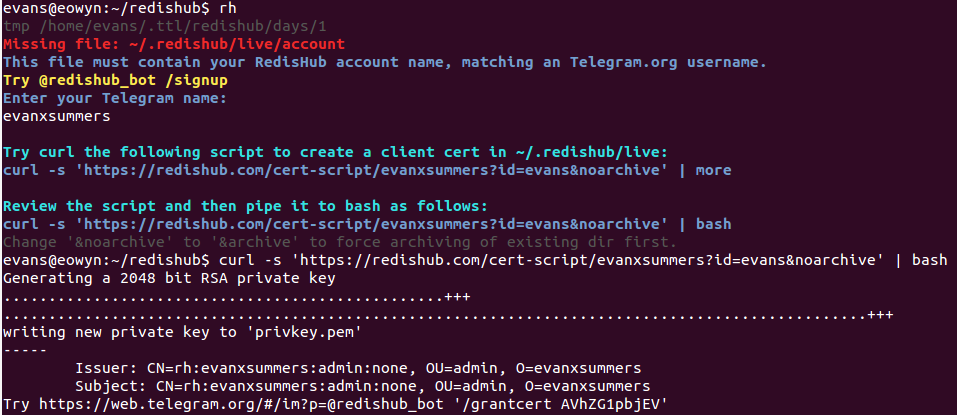 evans@eowyn:~/redishub$ rh
tmp /home/evans/.ttl/redishub/days/1
Missing file: ~/.redishub/live/account
This file must contain your RedisHub account name, matching an Telegram.org username.
Try @redishub_bot /signup
Enter your Telegram name:
evanxsummers
Try curl the following script to create a client cert in ~/.redishub/live:
curl -s 'https://redishub.com/cert-script/evanxsummers?id=evans&noarchive' | more
Review the script and then pipe it to bash as follows:
curl -s 'https://redishub.com/cert-script/evanxsummers?id=evans&noarchive' | bash
Change '&noarchive' to '&archive' to force archiving of existing dir first.
evans@eowyn:~/redishub$ curl -s 'https://redishub.com/cert-script/evanxsummers?id=evans&noarchive' | bash
Generating a 2048 bit RSA private key
.................................................+++
................................................................................................+++
writing new private key to 'privkey.pem'
-----
Issuer: CN=rh:evanxsummers:admin:none, OU=admin, O=evanxsummers
Subject: CN=rh:evanxsummers:admin:none, OU=admin, O=evanxsummers
Try https://web.telegram.org/#/im?p=@redishub_bot '/grantcert AVhZG1pbjEV'